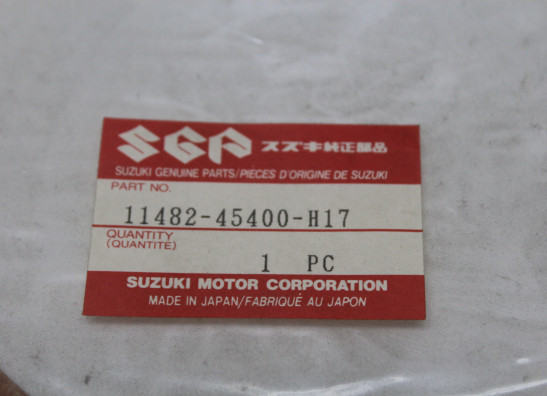 SGP スズキ純正部品
SUZUKI GENUINE PARTS/PIECES D'ORIGINE DE SUZUKI
PART NO.
11482-45400-H17
QUANTITY
(QUANTITE)
1 PC
SUZUKI MOTOR CORPORATION
MADE IN JAPAN/FABRIQUÉ AU JAPON